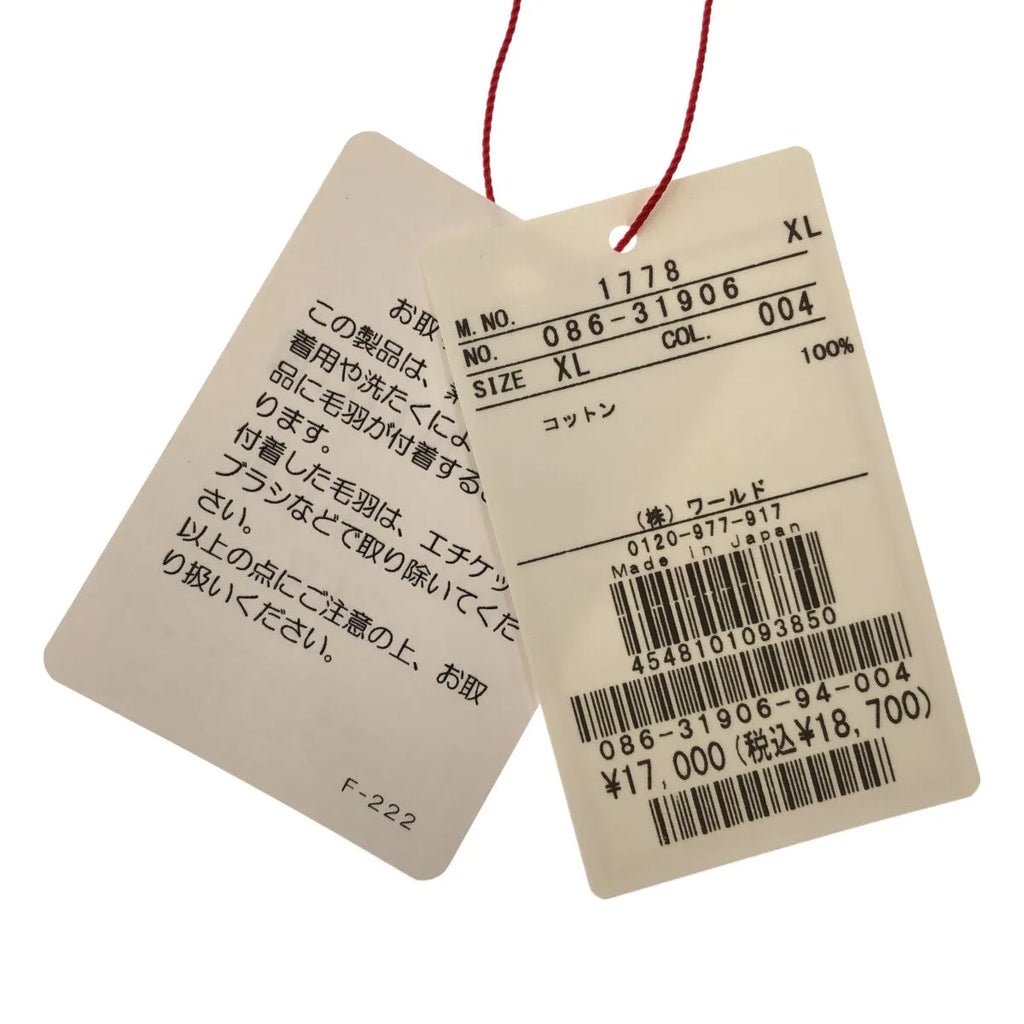 お取
この製品は、
着用や洗たくによ
品に毛羽が付着する
ります。
付着した毛羽は、エチケッ
ブラシなどで取り除いてくだ
さい。
以上の点にご注意の上、お取
り扱いください。
F-222
XL
M.NO. 1778
NO. 086-31906
SIZE XL COL. 004
コットン 100%
(株) ワールド
0120-977-917
Made in Japan
4548101093850
086-31906-94-004
¥17,000(税込¥18,700)